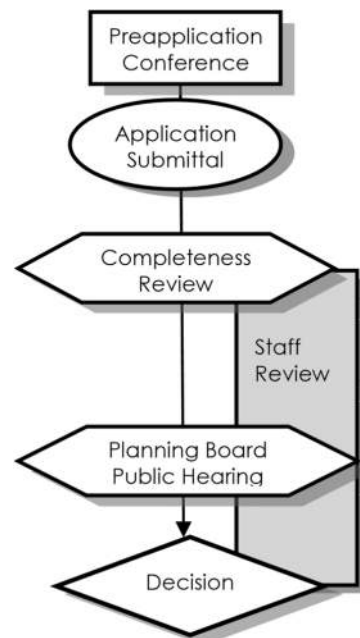 Preapplication
Conference
Application
Submittal
Completeness
Review
Staff
Review
Planning Board
Public Hearing
Decision